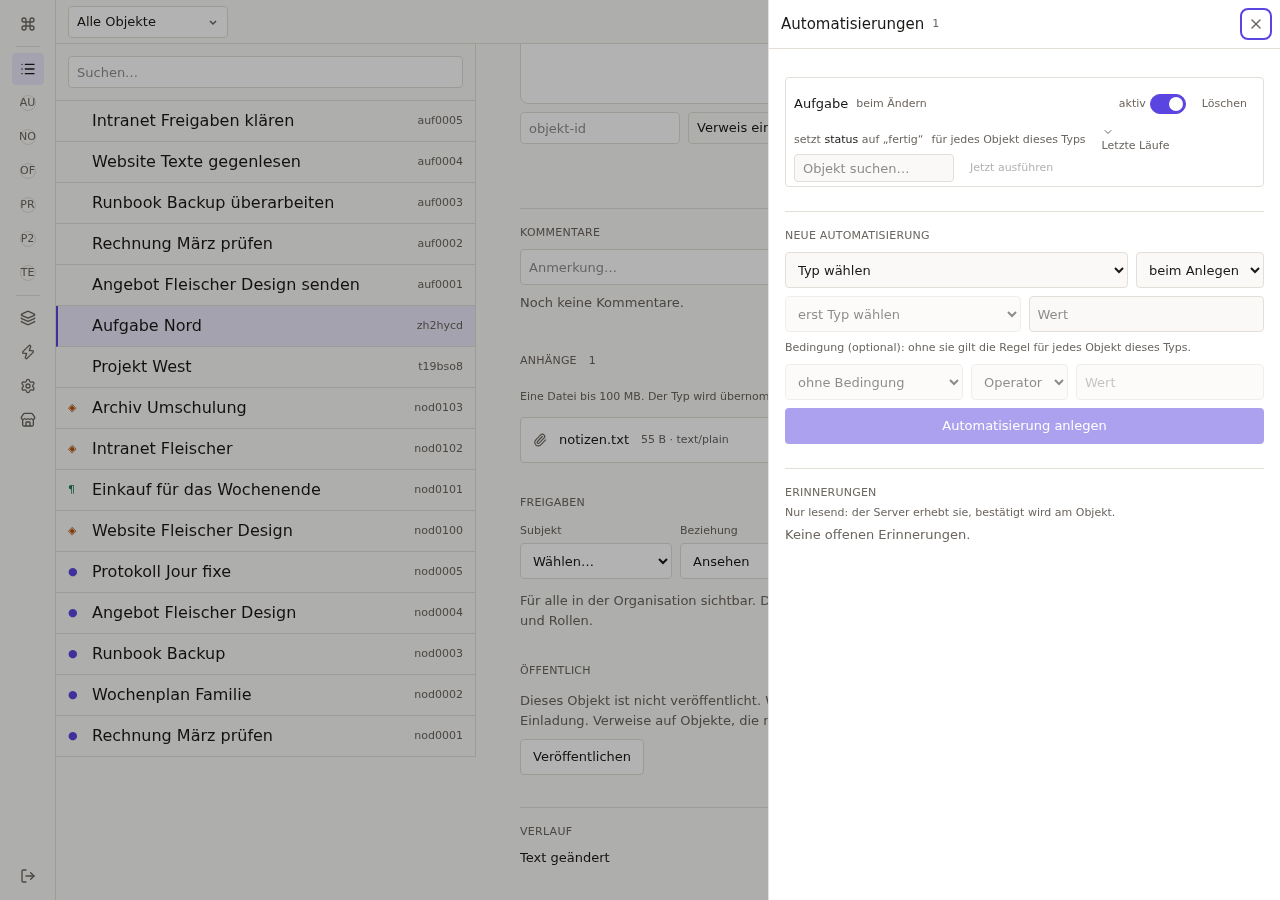 Alle Objekte
Suchen…
AU
NO
OF
PR
P2
TE
Intranet Freigaben klären auf0005
Website Texte gegenlesen auf0004
Runbook Backup überarbeiten auf0003
Rechnung März prüfen auf0002
Angebot Fleischer Design senden auf0001
Aufgabe Nord zh2hycd
Projekt West t19bso8
Archiv Umschulung nod0103
Intranet Fleischer nod0102
¶ Einkauf für das Wochenende nod0101
Website Fleischer Design nod0100
Protokoll Jour fixe nod0005
Angebot Fleischer Design nod0004
Runbook Backup nod0003
Wochenplan Familie nod0002
Rechnung März prüfen nod0001
objekt-id Verweis ein
KOMMENTARE
Anmerkung…
Noch keine Kommentare.
ANHÄNGE 1
Eine Datei bis 100 MB. Der Typ wird übernom
notizen.txt 55 B · text/plain
FREIGABEN
Subjekt Beziehung
Wählen… Ansehen
Für alle in der Organisation sichtbar. D
und Rollen.
ÖFFENTLICH
Dieses Objekt ist nicht veröffentlicht. W
Einladung. Verweise auf Objekte, die n
Veröffentlichen
VERLAUF
Text geändert
Automatisierungen 1
Aufgabe beim Ändern aktiv Löschen
setzt status auf „fertig“ für jedes Objekt dieses Typs Letzte Läufe
Objekt suchen… Jetzt ausführen
NEUE AUTOMATISIERUNG
Typ wählen beim Anlegen
erst Typ wählen Wert
Bedingung (optional): ohne sie gilt die Regel für jedes Objekt dieses Typs.
ohne Bedingung Operator Wert
Automatisierung anlegen
ERINNERUNGEN
Nur lesend: der Server erhebt sie, bestätigt wird am Objekt.
Keine offenen Erinnerungen.